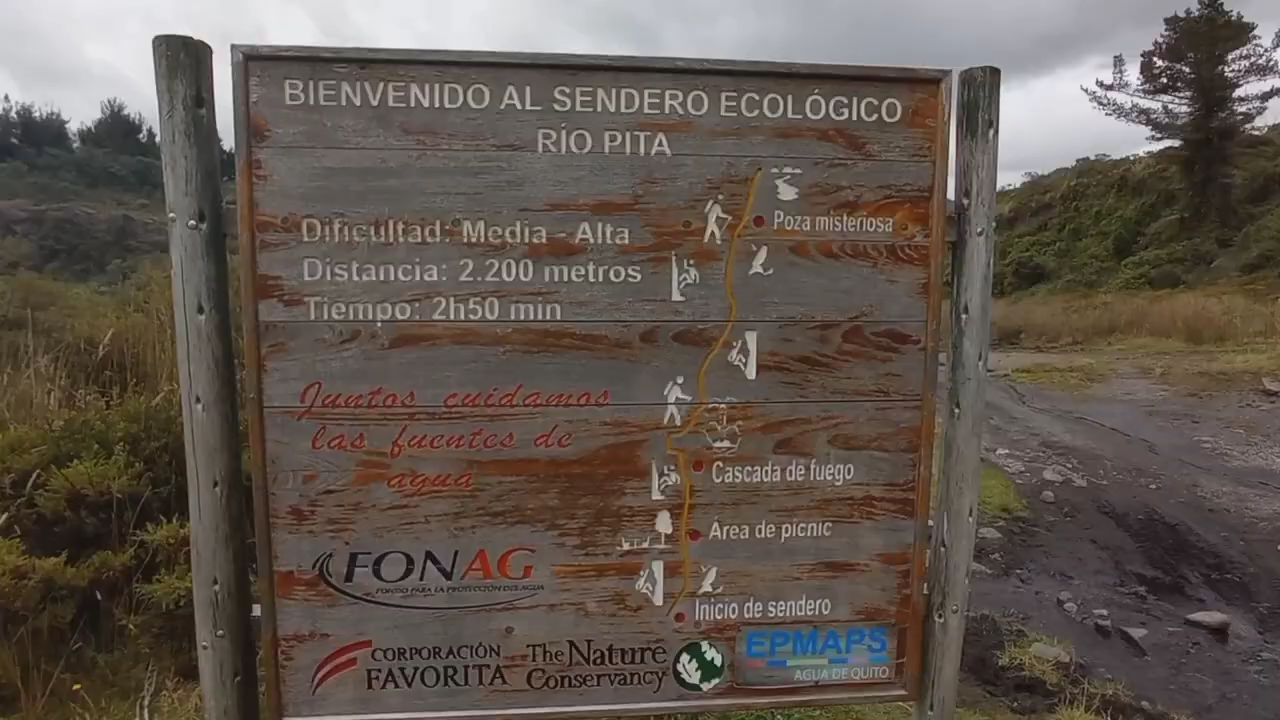 BIENVENIDO AL SENDERO ECOLÓGICO
RÍO PITA
Dificultad: Media - Alta
Distancia: 2.200 metros
Tiempo: 2h50 min
Juntos cuidamos
las fuentes de
agua
Poza misteriosa
Cascada de fuego
Área de picnic
Inicio de sendero
FONAG
FONDO PARA LA PROTECCIÓN DEL AGUA
CORPORACIÓN
FAVORITA
The Nature
Conservancy
EPMAPS
AGUA DE QUITO